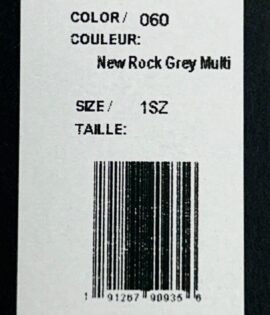 COLOR/ 060
COULEUR:
New Rock Grey Multi
SIZE/ 1SZ
TAILLE:
1 91267 90935 6